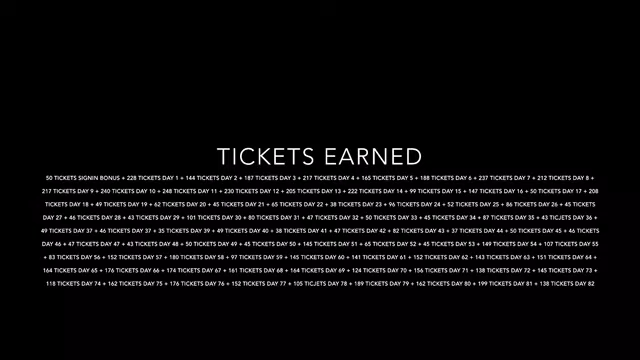 TICKETS EARNED
50 TICKETS SIGNIN BONUS + 228 TICKETS DAY 1 + 144 TICKETS DAY 2 + 187 TICKETS DAY 3 + 217 TICKETS DAY 4 + 165 TICKETS DAY 5 + 188 TICKETS DAY 6 + 237 TICKETS DAY 7 + 212 TICKETS DAY 8 +
217 TICKETS DAY 9 + 240 TICKETS DAY 10 + 248 TICKETS DAY 11 + 230 TICKETS DAY 12 + 205 TICKETS DAY 13 + 222 TICKETS DAY 14 + 99 TICKETS DAY 15 + 147 TICKETS DAY 16 + 50 TICKETS DAY 17 + 208
TICKETS DAY 18 + 49 TICKETS DAY 19 + 62 TICKETS DAY 20 + 45 TICKETS DAY 21 + 65 TICKETS DAY 22 + 38 TICKETS DAY 23 + 96 TICKETS DAY 24 + 52 TICKETS DAY 25 + 86 TICKETS DAY 26 + 45 TICKETS
DAY 27 + 46 TICKETS DAY 28 + 43 TICKETS DAY 29 + 101 TICKETS DAY 30 + 80 TICKETS DAY 31 + 47 TICKETS DAY 32 + 50 TICKETS DAY 33 + 45 TICKETS DAY 34 + 87 TICKETS DAY 35 + 43 TICJETS DAY 36 +
49 TICKETS DAY 37 + 46 TICKETS DAY 37 + 35 TICKETS DAY 39 + 49 TICKETS DAY 40 + 38 TICKETS DAY 41 + 47 TICKETS DAY 42 + 82 TICKETS DAY 43 + 37 TICKETS DAY 44 + 50 TICKETS DAY 45 + 46 TICKETS
DAY 46 + 47 TICKETS DAY 47 + 43 TICKETS DAY 48 + 50 TICKETS DAY 49 + 45 TICKETS DAY 50 + 145 TICKETS DAY 51 + 65 TICKETS DAY 52 + 45 TICKETS DAY 53 + 149 TICKETS DAY 54 + 107 TICKETS DAY 55
+ 83 TICKETS DAY 56 + 152 TICKETS DAY 57 + 180 TICKETS DAY 58 + 97 TICKETS DAY 59 + 145 TICKETS DAY 60 + 141 TICKETS DAY 61 + 152 TICKETS DAY 62 + 143 TICKETS DAY 63 + 151 TICKETS DAY 64 +
164 TICKETS DAY 65 + 176 TICKETS DAY 66 + 174 TICKETS DAY 67 + 161 TICKETS DAY 68 + 164 TICKETS DAY 69 + 124 TICKETS DAY 70 + 156 TICKETS DAY 71 + 138 TICKETS DAY 72 + 145 TICKETS DAY 73 +
118 TICKETS DAY 74 + 162 TICKETS DAY 75 + 176 TICKETS DAY 76 + 152 TICKETS DAY 77 + 105 TICJETS DAY 78 + 189 TICKETS DAY 79 + 162 TICKETS DAY 80 + 199 TICKETS DAY 81 + 138 TICKETS DAY 82